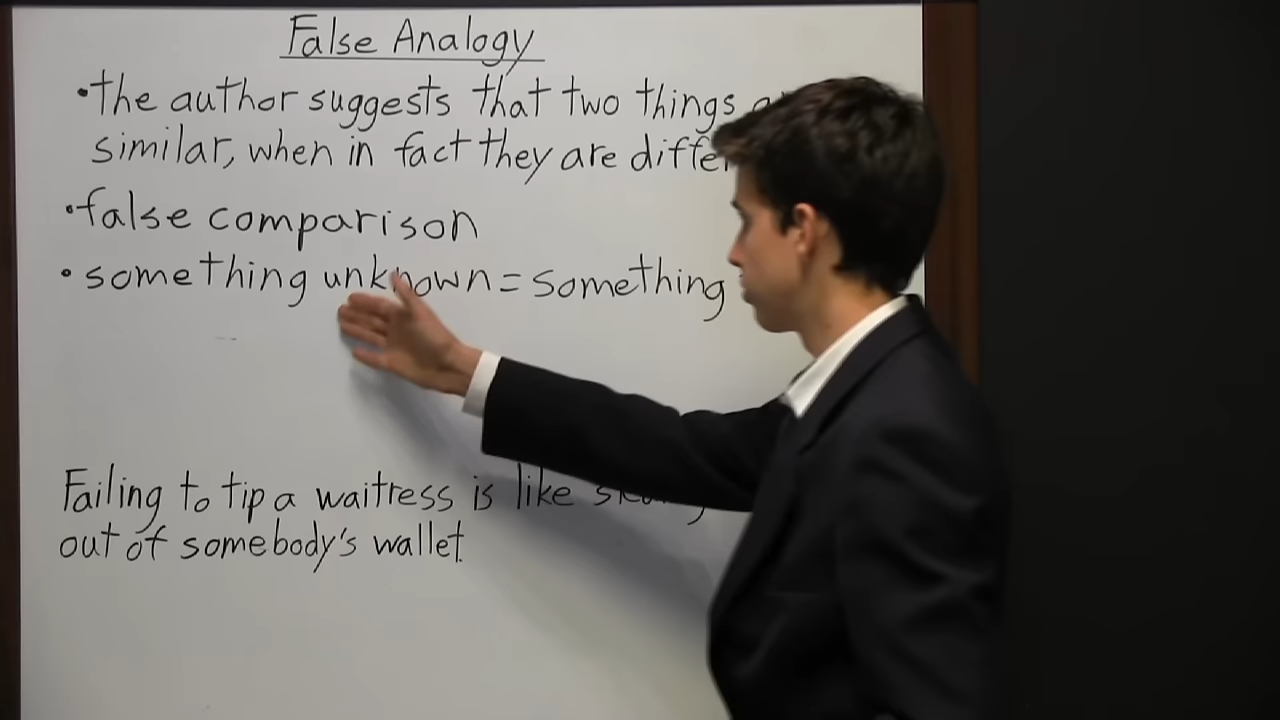 False Analogy
•the author suggests that two things
similar, when in fact they are
•false comparison
•something unknown = something
Failing to tip a waitress is like
out of somebody's wallet.